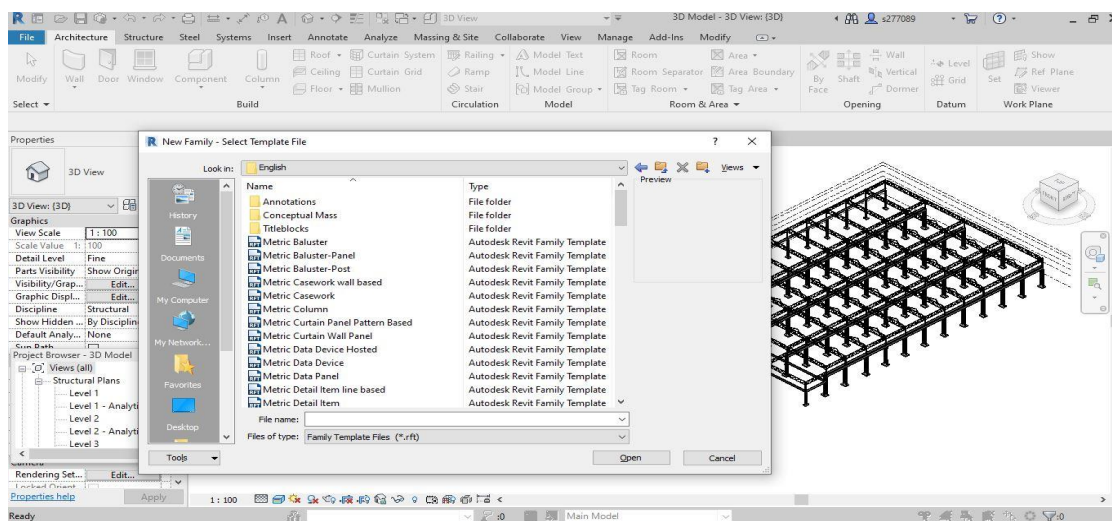 3D View
3D Model - 3D View: {3D}
s277089
File Architecture Structure Steel Systems Insert Annotate Analyze Massing & Site Collaborate View Manage Add-Ins Modify
Roof Curtain System Railing Model Text Room Area Wall Show
Ceiling Curtain Grid Ramp Model Line Room Separator Area Boundary Vertical Level Ref Plane
Floor Mullion Stair Model Group Tag Room Tag Area Dormer Grid Viewer
Modify Wall Door Window Component Column By Face Shaft Set
Select Build Circulation Model Room & Area Opening Datum Work Plane
Properties
3D View
3D View: {3D}
Graphics
View Scale 1 : 100
Scale Value 1: 100
Detail Level Fine
Parts Visibility Show Origin
Visibility/Grap... Edit...
Graphic Displ... Edit...
Discipline Structural
Show Hidden ... By Disciplin
Default Analy... None
Project Browser - 3D Model
Views (all)
Structural Plans
Level 1
Level 1 - Analyti
Level 2
Level 2 - Analyti
Level 3
Rendering Set... Edit...
Properties help Apply
New Family - Select Template File ? X
Look in: English Views
Preview
History
Documents
My Computer
My Network...
Favorites
Desktop
Name Type
Annotations File folder
Conceptual Mass File folder
Titleblocks File folder
Metric Baluster Autodesk Revit Family Template
Metric Baluster-Panel Autodesk Revit Family Template
Metric Baluster-Post Autodesk Revit Family Template
Metric Casework wall based Autodesk Revit Family Template
Metric Casework Autodesk Revit Family Template
Metric Column Autodesk Revit Family Template
Metric Curtain Panel Pattern Based Autodesk Revit Family Template
Metric Curtain Wall Panel Autodesk Revit Family Template
Metric Data Device Hosted Autodesk Revit Family Template
Metric Data Device Autodesk Revit Family Template
Metric Data Panel Autodesk Revit Family Template
Metric Detail Item line based Autodesk Revit Family Template
Metric Detail Item Autodesk Revit Family Template
File name:
Files of type: Family Template Files (*.rft)
Tools Open Cancel
1 : 100
Ready :0 Main Model :0